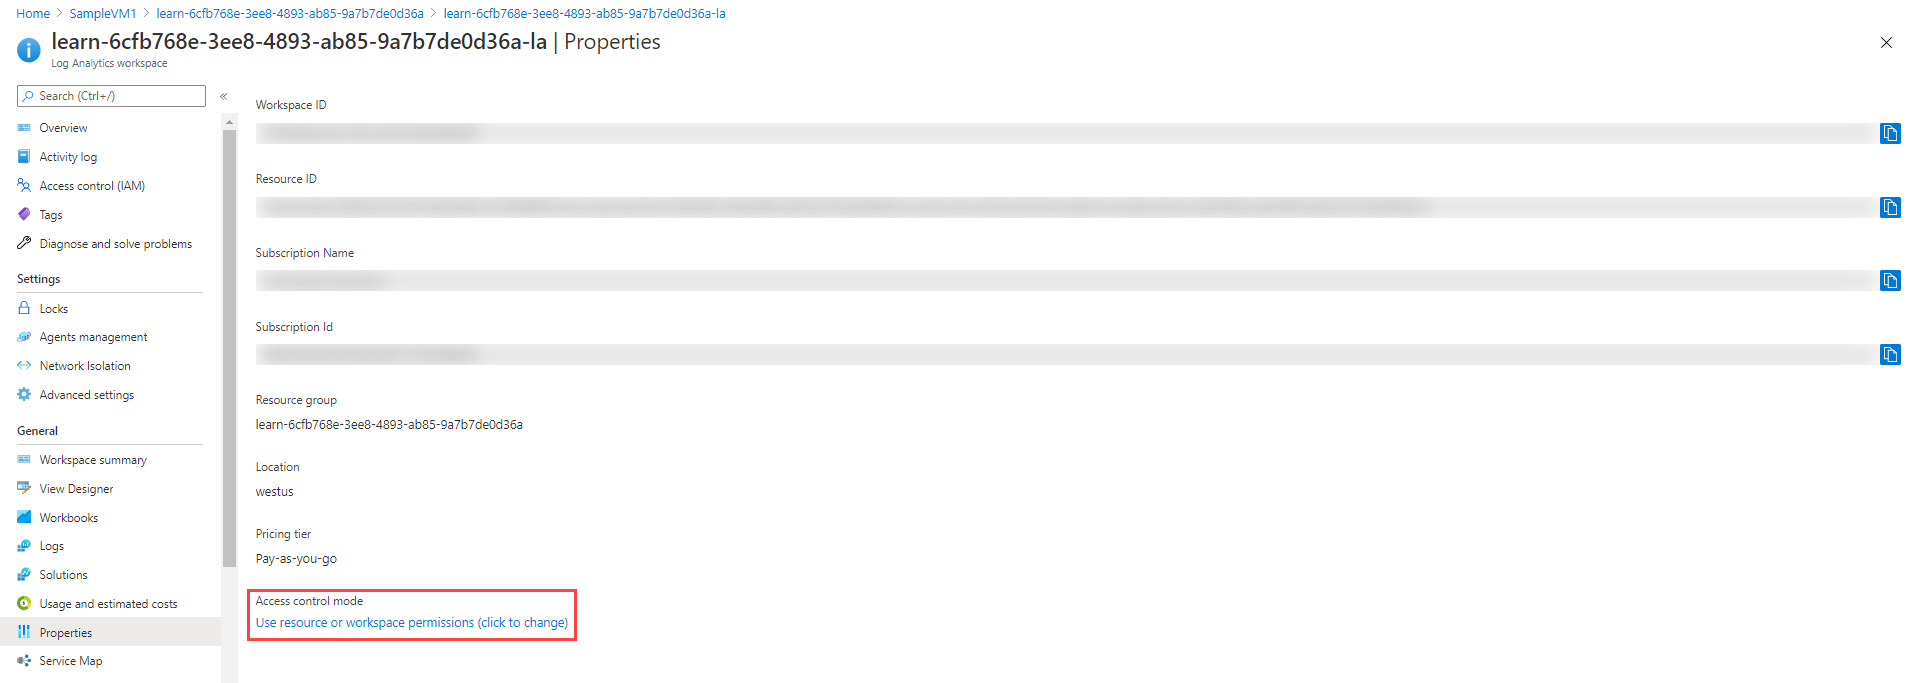 Home > SampleVM1 > learn-6cfb768e-3ee8-4893-ab85-9a7b7de0d36a > learn-6cfb768e-3ee8-4893-ab85-9a7b7de0d36a-la
learn-6cfb768e-3ee8-4893-ab85-9a7b7de0d36a-la | Properties
Log Analytics workspace
Search (Ctrl+/)
«
Overview
Activity log
Access control (IAM)
Tags
Diagnose and solve problems
Settings
Locks
Agents management
Network Isolation
Advanced settings
General
Workspace summary
View Designer
Workbooks
Logs
Solutions
Usage and estimated costs
Properties
Service Map
Workspace ID
Resource ID
Subscription Name
Subscription Id
Resource group
learn-6cfb768e-3ee8-4893-ab85-9a7b7de0d36a
Location
westus
Pricing tier
Pay-as-you-go
Access control mode
Use resource or workspace permissions (click to change)